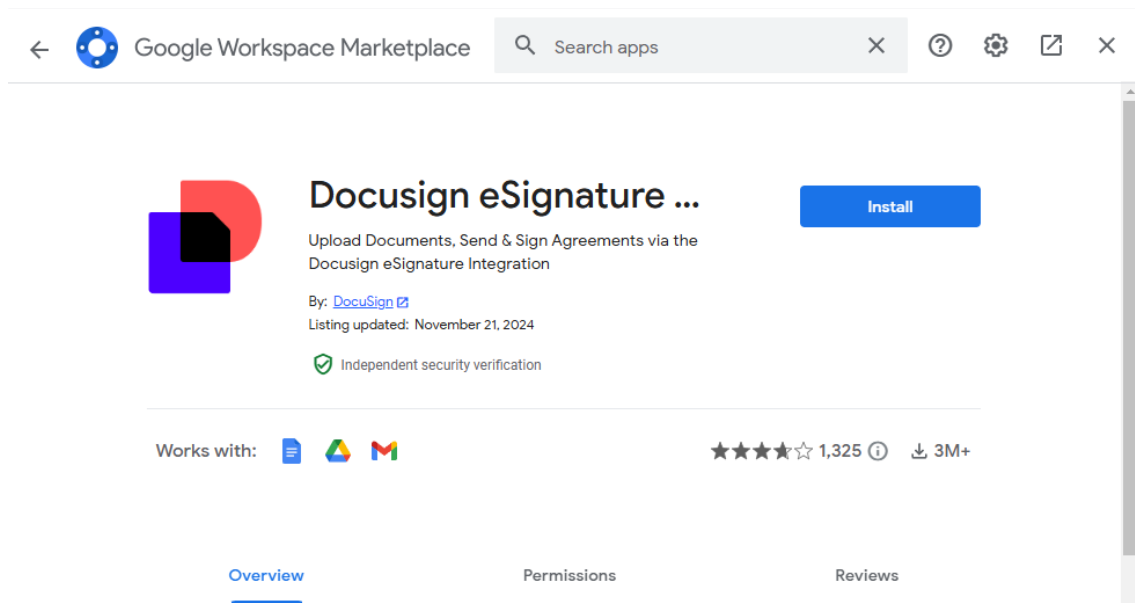 Google Workspace Marketplace
Search apps
Docusign eSignature ...
Install
Upload Documents, Send & Sign Agreements via the
Docusign eSignature Integration
By: DocuSign
Listing updated: November 21, 2024
Independent security verification
Works with:
1,325
3M+
Overview
Permissions
Reviews